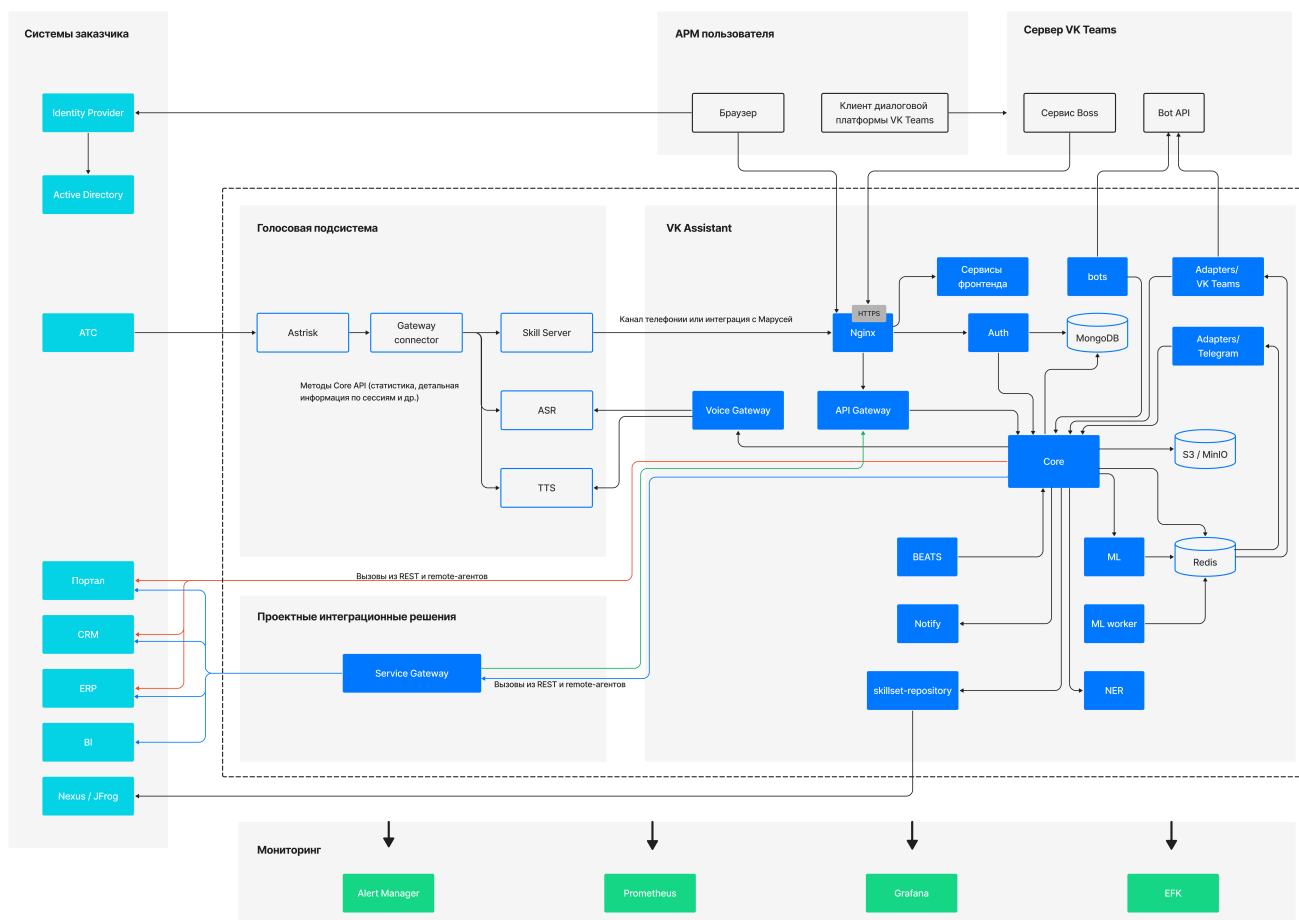 Системы заказчика
АРМ пользователя
Сервер VK Teams
Identity Provider
Браузер
Клиент диалоговой
платформы VK Teams
Сервис Boss
Bot API
Active Directory
Голосовая подсистема
VK Assistant
Сервисы
фронтенда
bots
Adapters/
VK Teams
HTTPS
АТС
Astrisk
Gateway
connector
Skill Server
Канал телефонии или интеграция с Марусей
Nginx
Auth
MongoDB
Adapters/
Telegram
Методы Core API (статистика, детальная
информация по сессиям и др.)
ASR
Voice Gateway
API Gateway
Core
S3 / MinIO
TTS
BEATS
ML
Redis
Портал
Вызовы из REST и remote-агентов
Проектные интеграционные решения
CRM
Notify
ML worker
Service Gateway
Вызовы из REST и remote-агентов
ERP
skillset-repository
NER
BI
Nexus / JFrog
Мониторинг
Alert Manager
Prometheus
Grafana
EFK